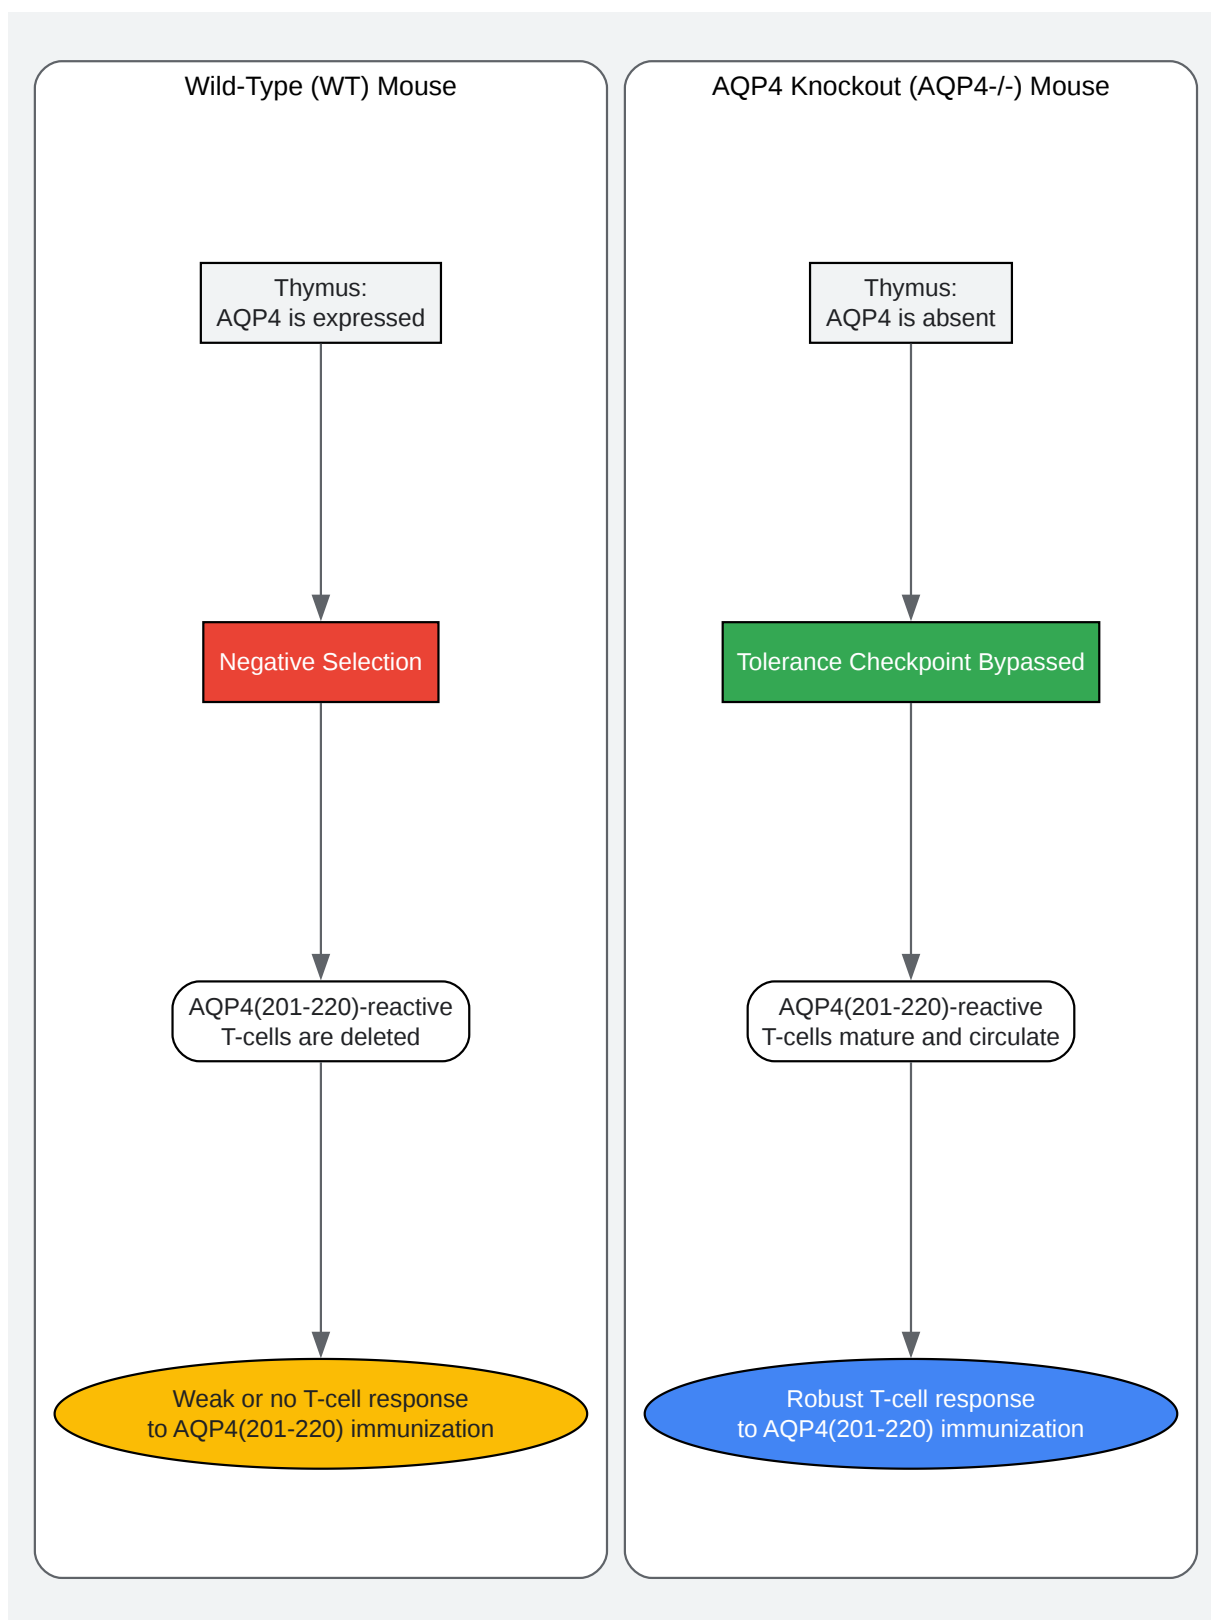 Wild-Type (WT) Mouse
Thymus:
AQP4 is expressed
Negative Selection
AQP4(201-220)-reactive
T-cells are deleted
Weak or no T-cell response
to AQP4(201-220) immunization
AQP4 Knockout (AQP4-/-) Mouse
Thymus:
AQP4 is absent
Tolerance Checkpoint Bypassed
AQP4(201-220)-reactive
T-cells mature and circulate
Robust T-cell response
to AQP4(201-220) immunization